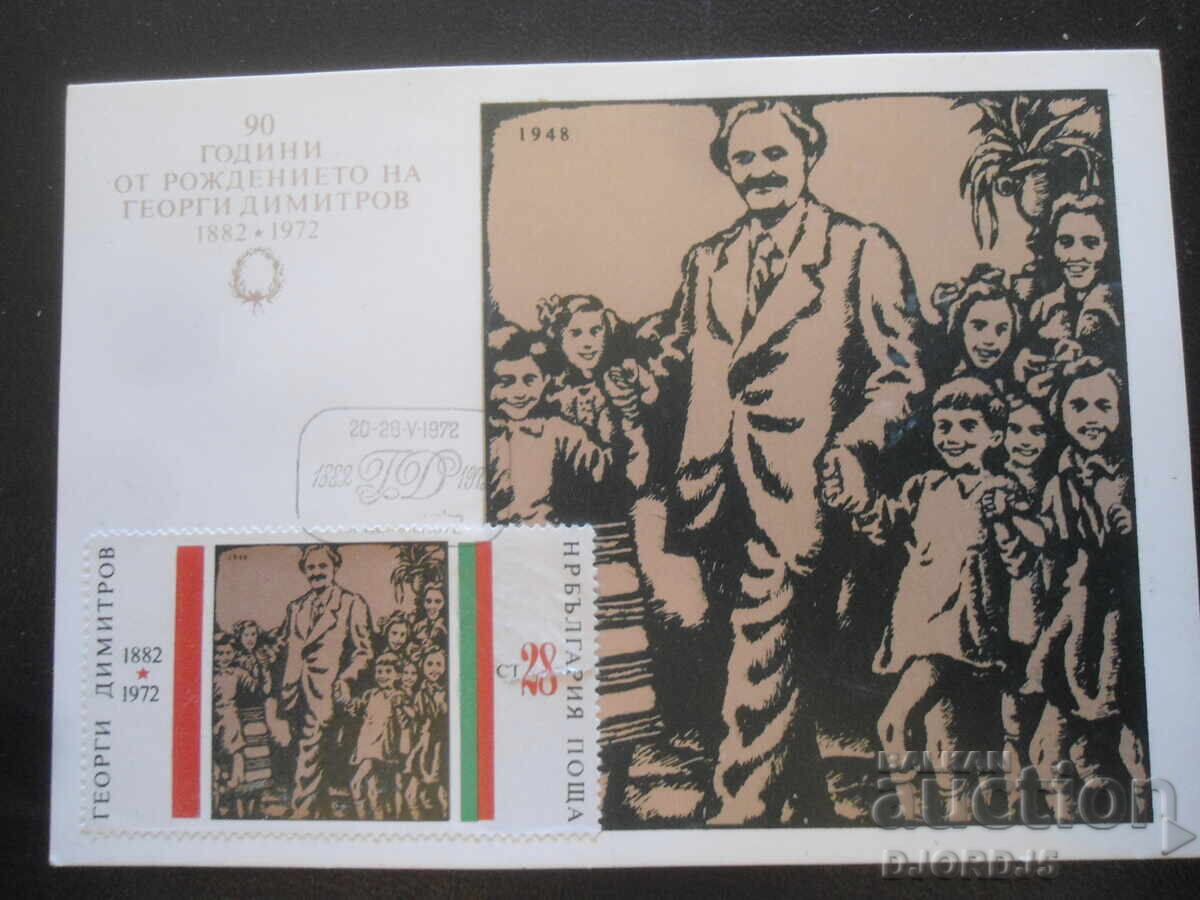 90
ГОДИНИ
ОТ РОЖДЕНИЕТО НА
ГЕОРГИ ДИМИТРОВ
1882 ★ 1972
1948
20-28-V-1972
1882 ГД
ГЕОРГИ ДИМИТРОВ
1882
★
1972
1948
СТ 28
НРБЪЛГАРИЯ ПОЩА
BALKAN
auction
DJORDJS